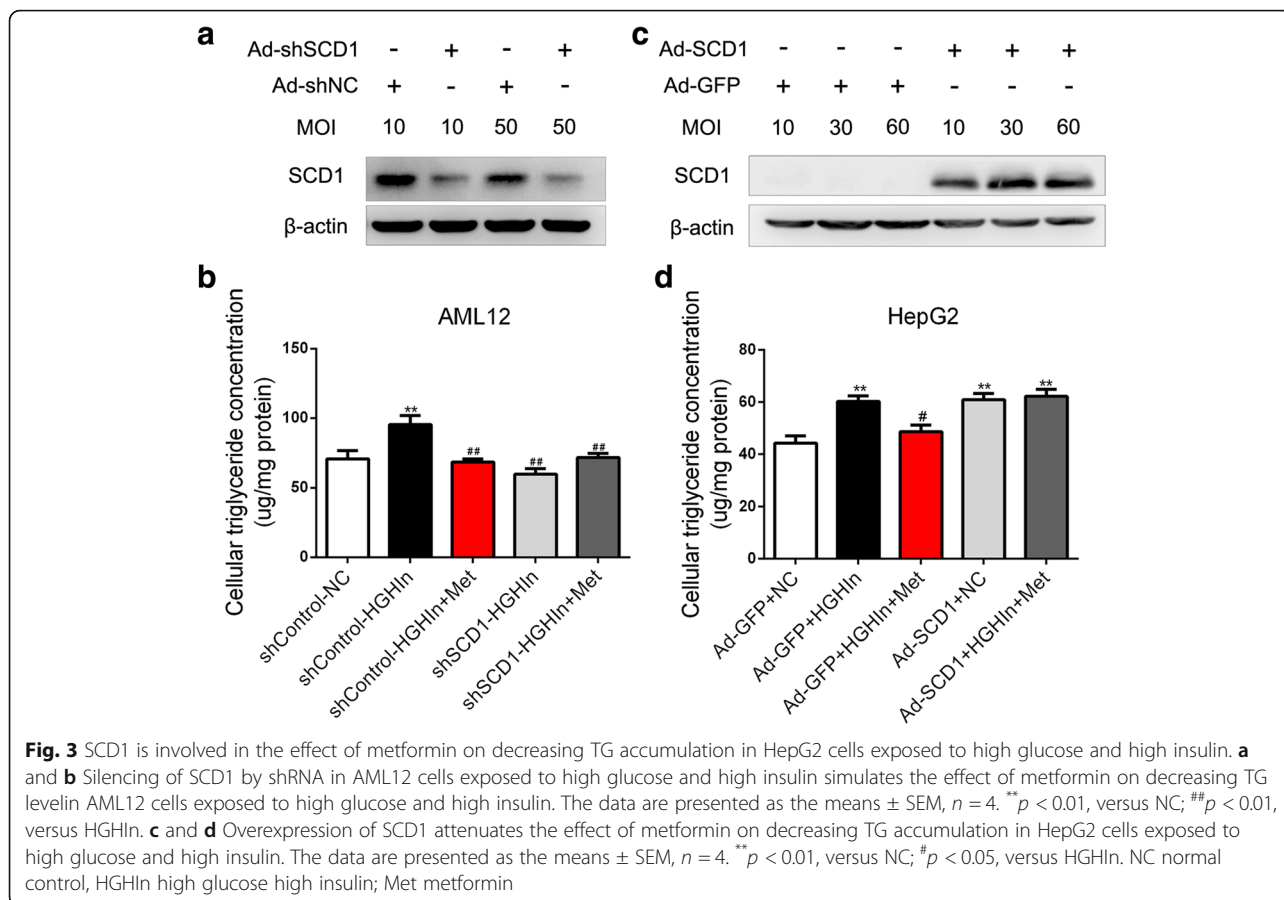 a
Ad-shSCD1 - + - +
Ad-shNC + - + -
MOI 10 10 50 50
SCD1
β-actin
c
Ad-SCD1 - - - + + +
Ad-GFP + + + - - -
MOI 10 30 60 10 30 60
SCD1
β-actin
b
AML12
Cellular triglyceride concentration
(ug/mg protein)
150
100
50
0
**
##
##
##
shControl-NC
shControl-HGHIn
shControl-HGHIn+Met
shSCD1-HGHIn
shSCD1-HGHIn+Met
d
HepG2
Cellular triglyceride concentration
(ug/mg protein)
80
60
40
20
0
**
#
**
**
Ad-GFP+NC
Ad-GFP+HGHIn
Ad-GFP+HGHIn+Met
Ad-SCD1+NC
Ad-SCD1+HGHIn+Met
Fig. 3 SCD1 is involved in the effect of metformin on decreasing TG accumulation in HepG2 cells exposed to high glucose and high insulin. a
and b Silencing of SCD1 by shRNA in AML12 cells exposed to high glucose and high insulin simulates the effect of metformin on decreasing TG
levelin AML12 cells exposed to high glucose and high insulin. The data are presented as the means ± SEM, n = 4. **p < 0.01, versus NC; ##p < 0.01,
versus HGHIn. c and d Overexpression of SCD1 attenuates the effect of metformin on decreasing TG accumulation in HepG2 cells exposed to
high glucose and high insulin. The data are presented as the means ± SEM, n = 4. **p < 0.01, versus NC; #p < 0.05, versus HGHIn. NC normal
control, HGHIn high glucose high insulin; Met metformin